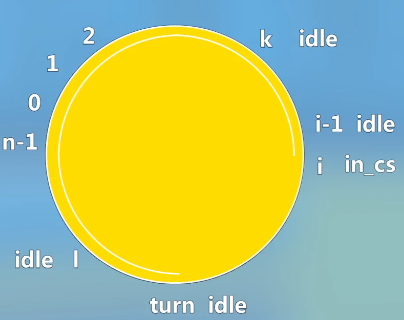 2
k idle
1
0
i-1 idle
n-1
i in_cs
idle l
turn idle